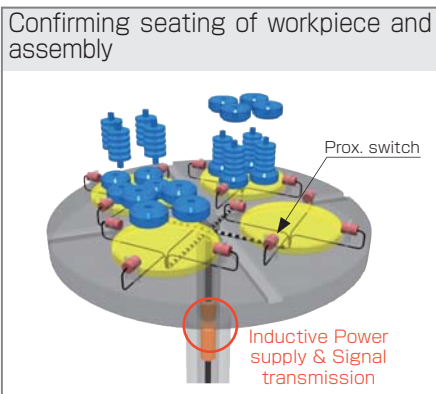 Confirming seating of workpiece and
assembly
Prox. switch
Inductive Power
supply & Signal
transmission